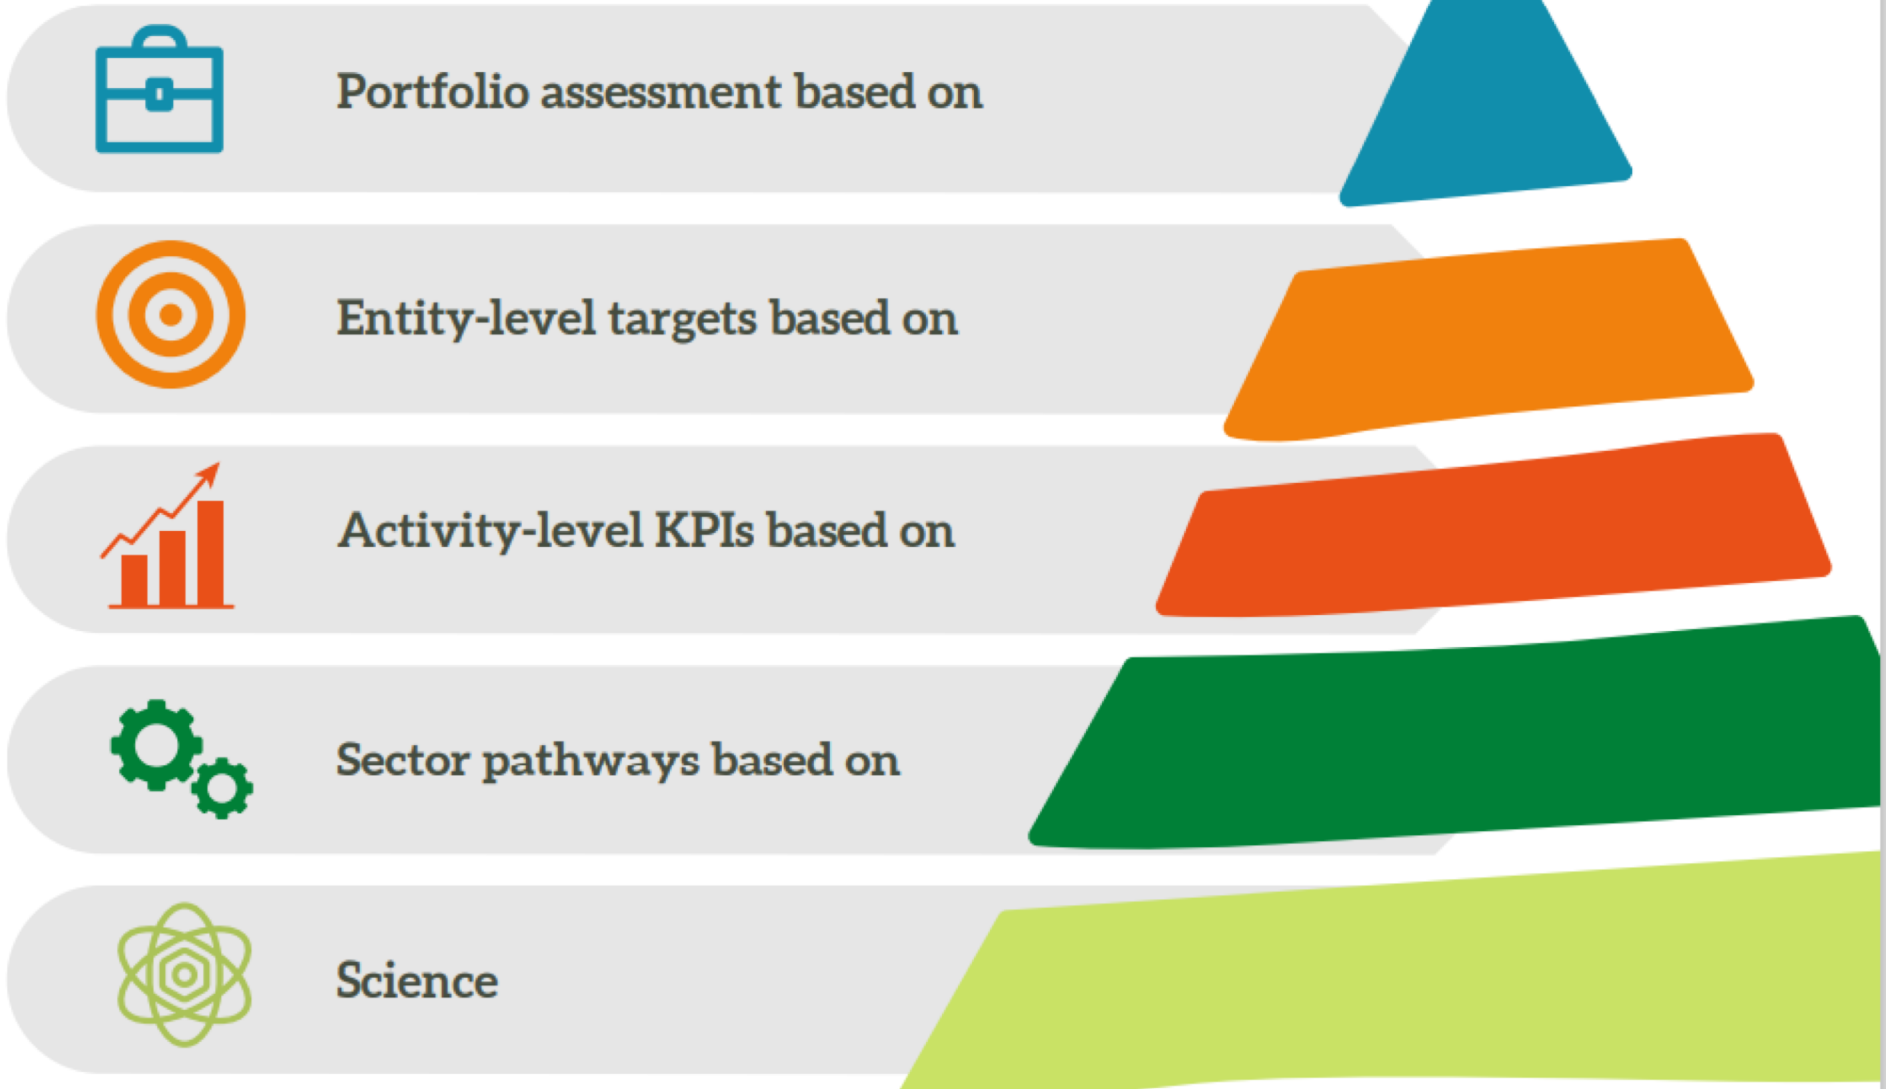 Portfolio assessment based on
Entity-level targets based on
Activity-level KPIs based on
Sector pathways based on
Science